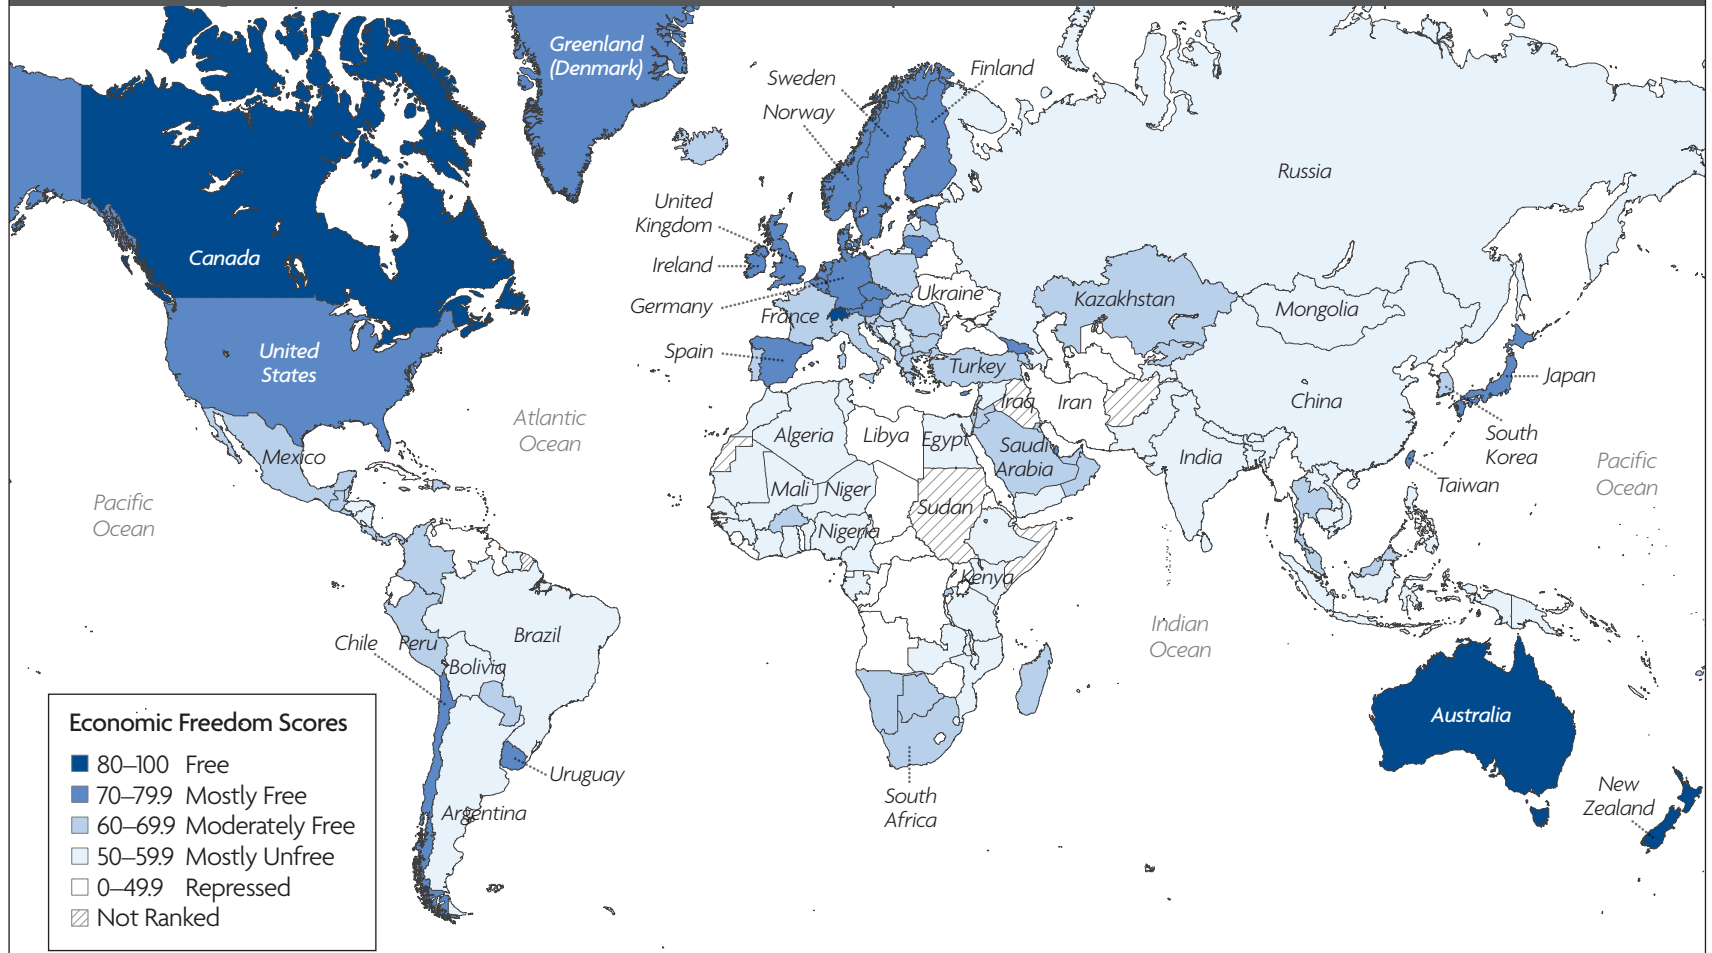 Greenland
(Denmark)
Sweden
Finland
Norway
Russia
United
Kingdom
Canada
Ireland
Germany
Ukraine
Kazakhstan
Mongolia
France
United
States
Spain
Turkey
Japan
Iraq
Iran
China
Atlantic
Ocean
Algeria
Libya
Egypt
Saudi
Arabia
South
Korea
Mexico
India
Pacific
Ocean
Taiwan
Pacific
Ocean
Mali
Niger
Sudan
Nigeria
Kenya
Indian
Ocean
Chile
Peru
Brazil
Bolivia
Economic Freedom Scores
80–100 Free
70–79.9 Mostly Free
60–69.9 Moderately Free
50–59.9 Mostly Unfree
0–49.9 Repressed
Not Ranked
Australia
Uruguay
Argentina
South
Africa
New
Zealand